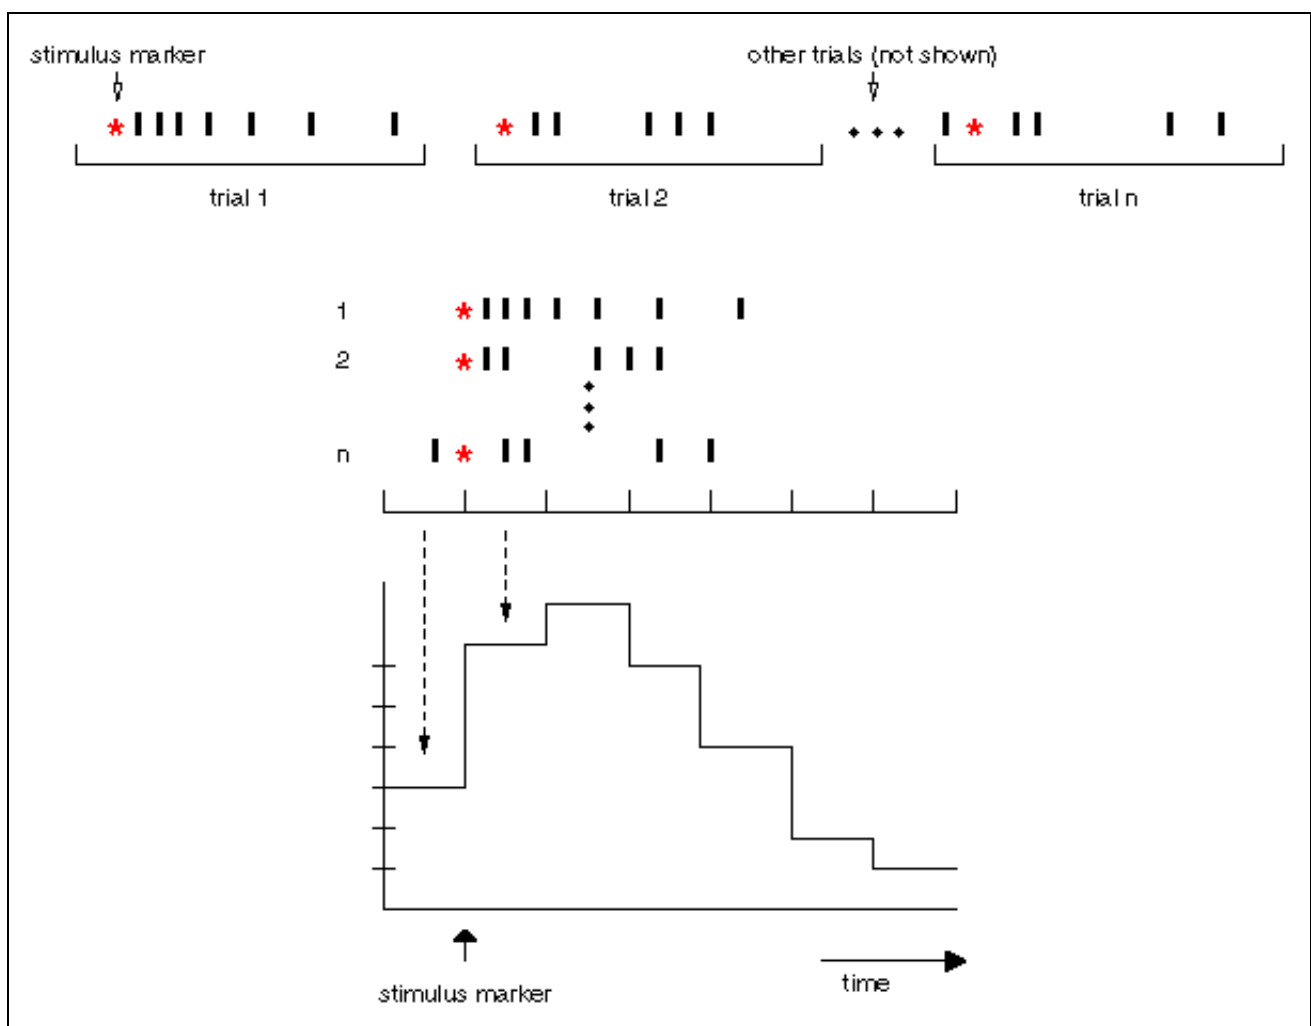 stimulus marker
other trials (not shown)
trial 1
trial 2
trial n
1
2
n
stimulus marker
time